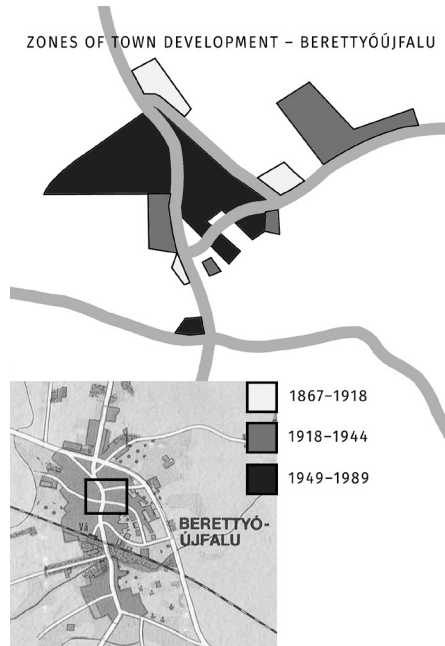 ZONES OF TOWN DEVELOPMENT – BERETTYÓÚJFALU
1867–1918
1918–1944
1949–1989
BERETTYÓ-
ÚJFALU